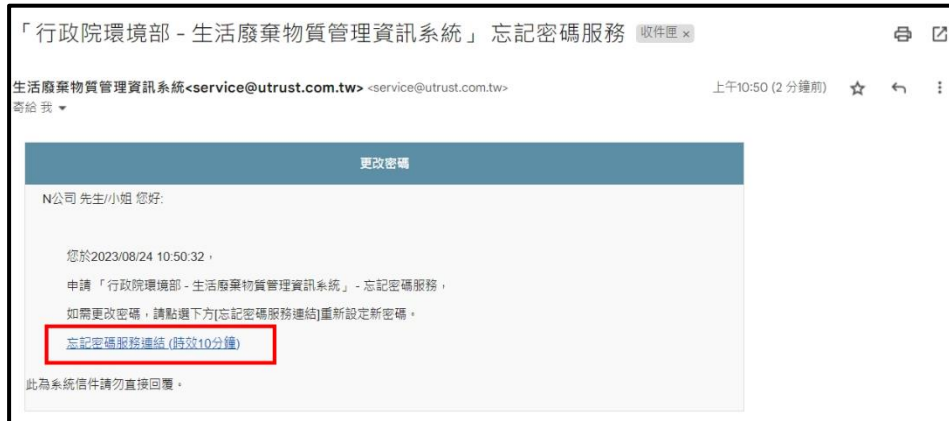 「行政院環境部 - 生活廢棄物質管理資訊系統」 忘記密碼服務 收件匣 ×
生活廢棄物質管理資訊系統<service@utrust.com.tw> <service@utrust.com.tw> 上午10:50 (2 分鐘前)
寄給 我
更改密碼
N公司 先生/小姐 您好:
您於2023/08/24 10:50:32，
申請 「行政院環境部 - 生活廢棄物質管理資訊系統」 - 忘記密碼服務，
如需更改密碼，請點選下方[忘記密碼服務連結]重新設定新密碼。
忘記密碼服務連結 (時效10分鐘)
此為系統信件請勿直接回覆。